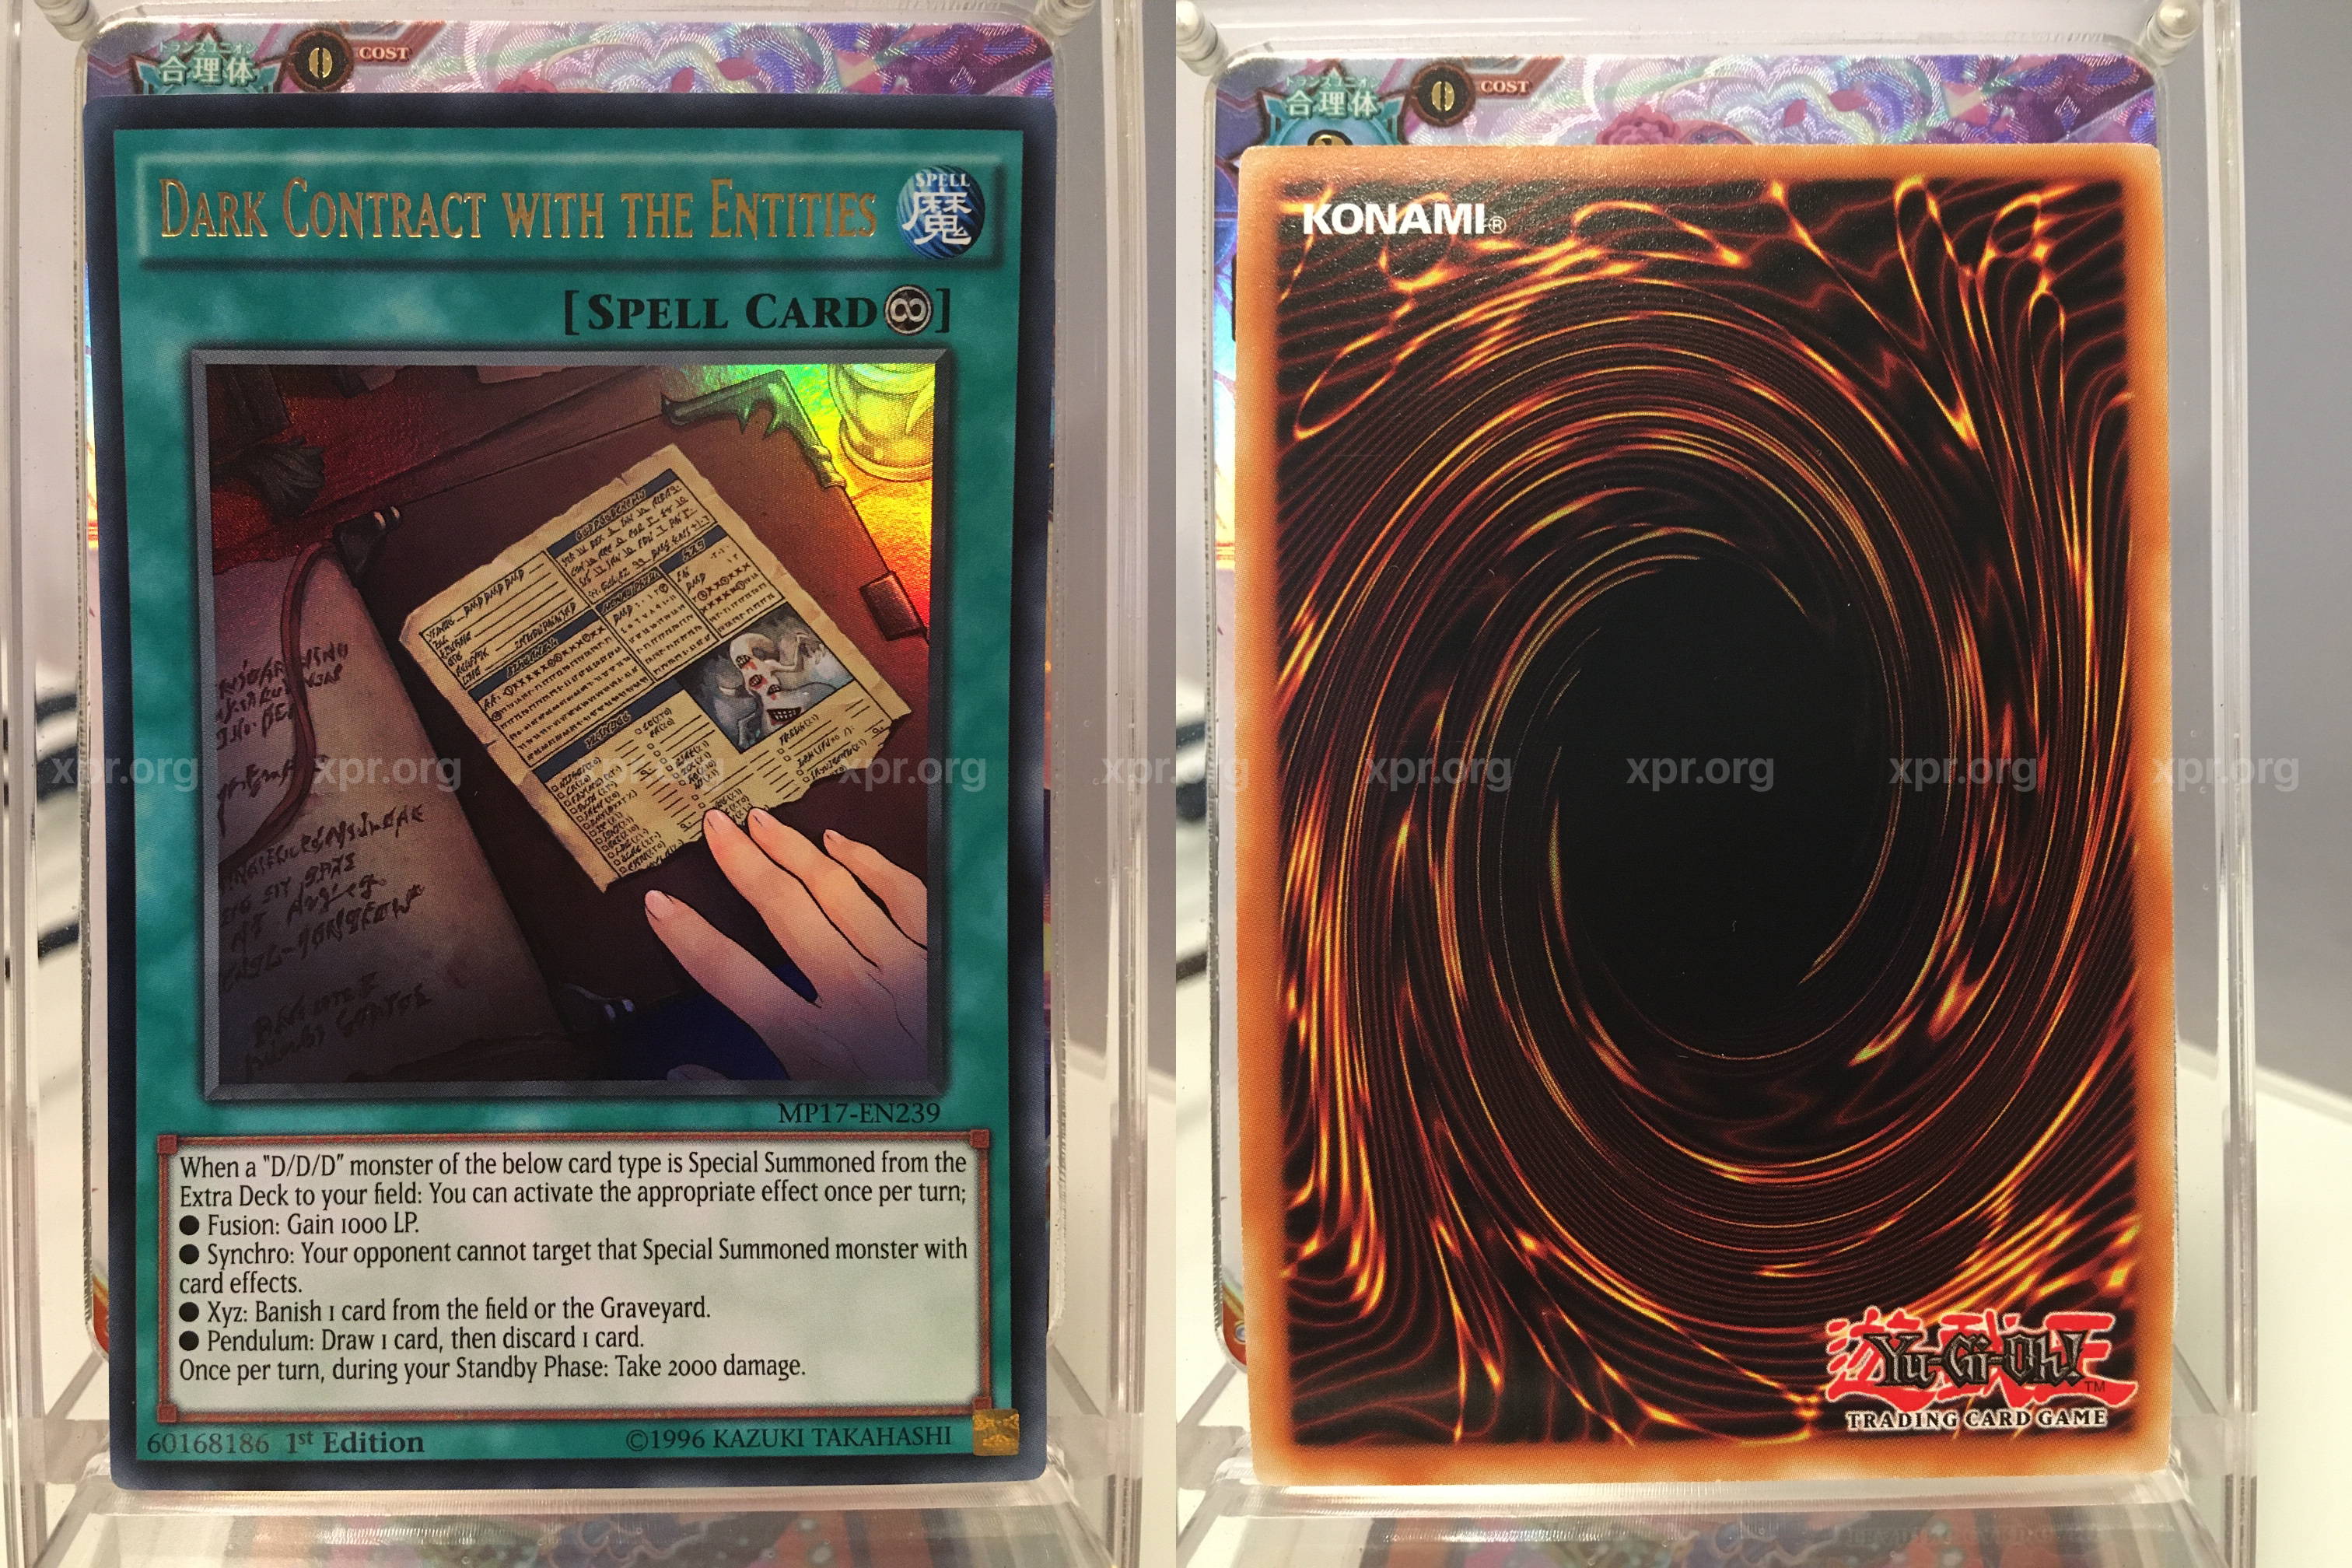 トランスユニオン
合理体
0 COST
DARK CONTRACT WITH THE ENTITIES
SPELL
魔
[SPELL CARD]
MP17-EN239
When a "D/D/D" monster of the below card type is Special Summoned from the
Extra Deck to your field: You can activate the appropriate effect once per turn;
● Fusion: Gain 1000 LP.
● Synchro: Your opponent cannot target that Special Summoned monster with
card effects.
● Xyz: Banish 1 card from the field or the Graveyard.
● Pendulum: Draw 1 card, then discard 1 card.
Once per turn, during your Standby Phase: Take 2000 damage.
60168186 1st Edition ©1996 KAZUKI TAKAHASHI
トランスユニオン
合理体
0 COST
KONAMI®
遊戯王
Yu-Gi-Oh!™
TRADING CARD GAME
xpr.org xpr.org xpr.org xpr.org xpr.org xpr.org xpr.org xpr.org xpr.org